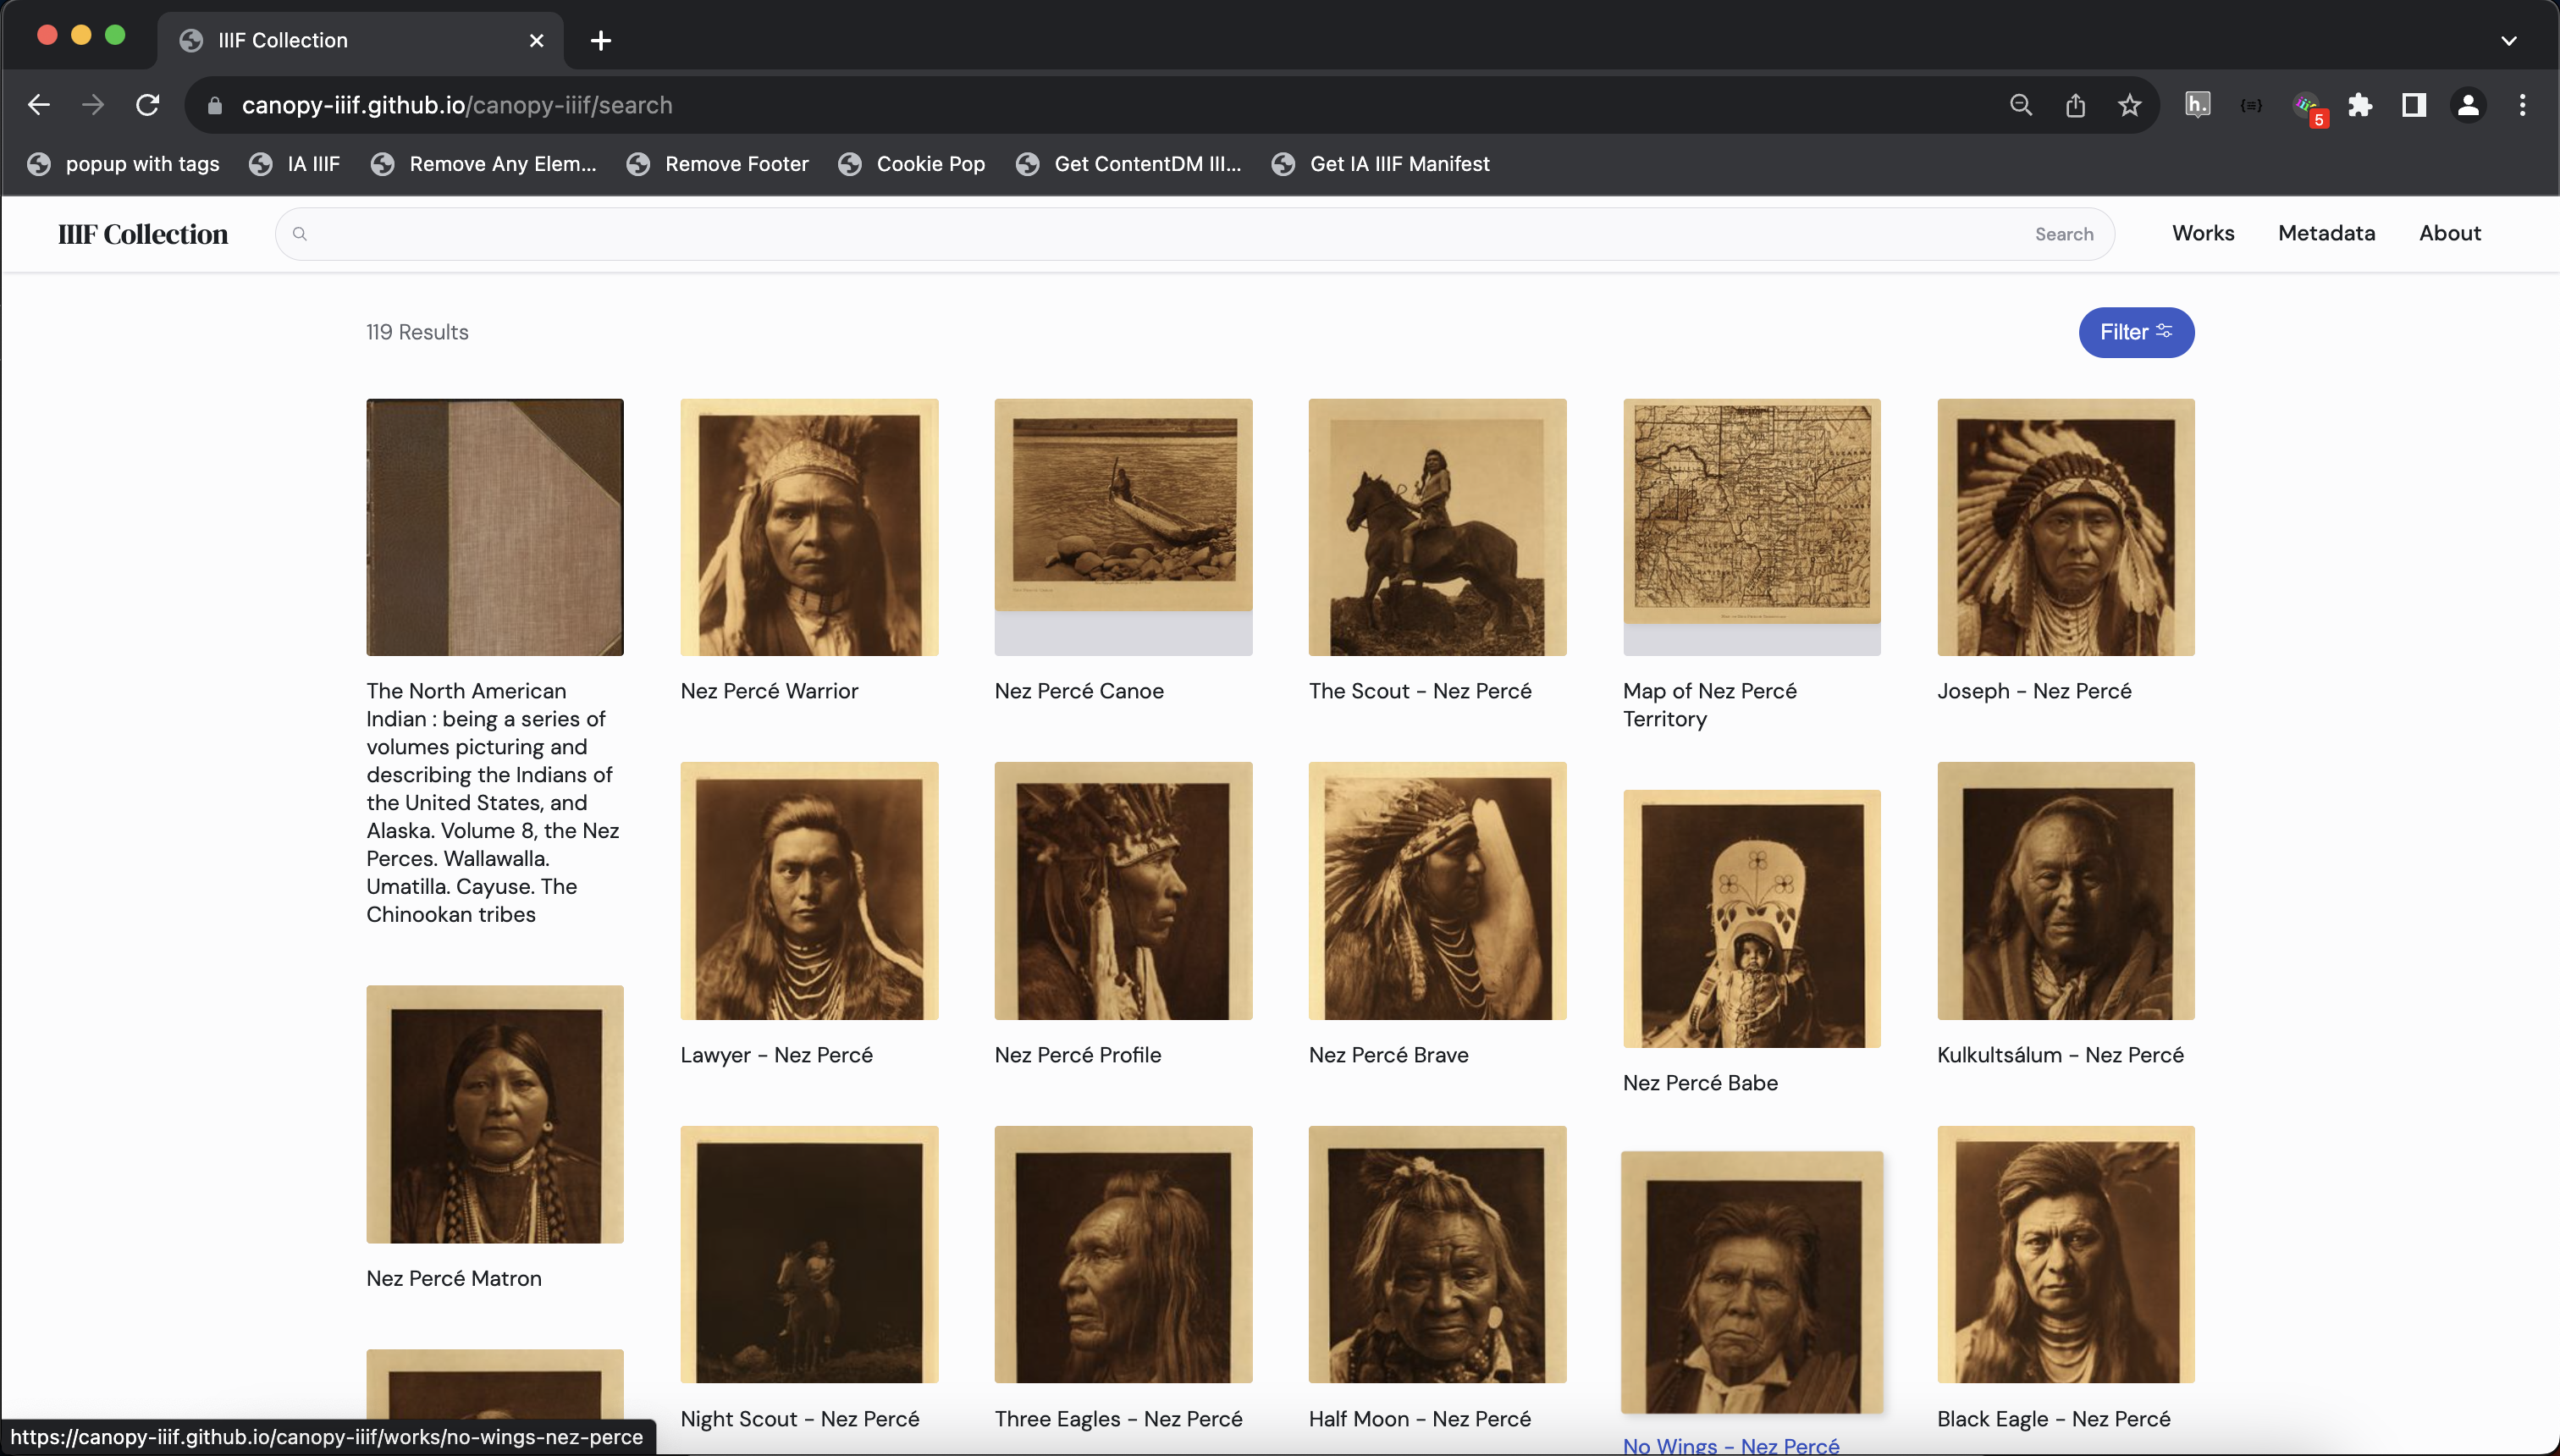 IIIF Collection
canopy-iiif.github.io/canopy-iiif/search
h.
5
popup with tags
IA IIIF
Remove Any Elem...
Remove Footer
Cookie Pop
Get ContentDM III...
Get IA IIIF Manifest
IIIF Collection
Search
Works
Metadata
About
119 Results
Filter
The North American
Indian : being a series of
volumes picturing and
describing the Indians of
the United States, and
Alaska. Volume 8, the Nez
Perces. Wallawalla.
Umatilla. Cayuse. The
Chinookan tribes
Nez Percé Warrior
Nez Percé Canoe
The Scout - Nez Percé
Map of Nez Percé
Territory
Joseph - Nez Percé
Lawyer - Nez Percé
Nez Percé Profile
Nez Percé Brave
Nez Percé Babe
Kulkultsálum - Nez Percé
Nez Percé Matron
Night Scout - Nez Percé
Three Eagles - Nez Percé
Half Moon - Nez Percé
No Wings - Nez Percé
Black Eagle - Nez Percé
https://canopy-iiif.github.io/canopy-iiif/works/no-wings-nez-perce